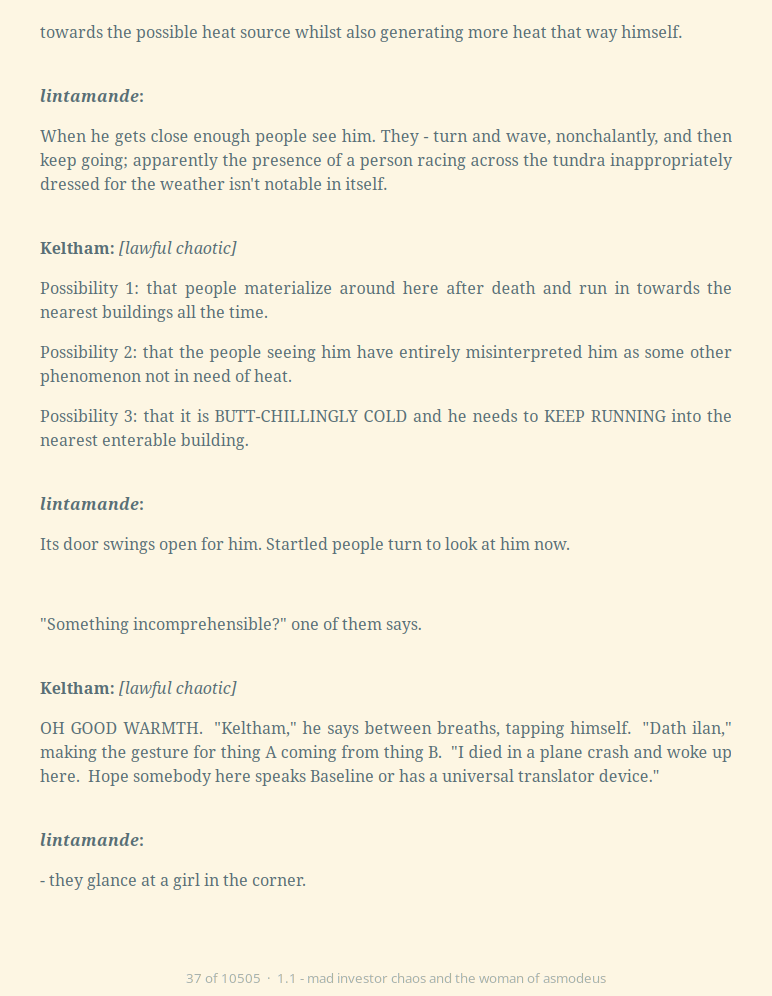 towards the possible heat source whilst also generating more heat that way himself.
lintamande:
When he gets close enough people see him. They - turn and wave, nonchalantly, and then
keep going; apparently the presence of a person racing across the tundra inappropriately
dressed for the weather isn't notable in itself.
Keltham: [lawful chaotic]
Possibility 1: that people materialize around here after death and run in towards the
nearest buildings all the time.
Possibility 2: that the people seeing him have entirely misinterpreted him as some other
phenomenon not in need of heat.
Possibility 3: that it is BUTT-CHILLINGLY COLD and he needs to KEEP RUNNING into the
nearest enterable building.
lintamande:
Its door swings open for him. Startled people turn to look at him now.
"Something incomprehensible?" one of them says.
Keltham: [lawful chaotic]
OH GOOD WARMTH.  "Keltham," he says between breaths, tapping himself.  "Dath ilan,"
making the gesture for thing A coming from thing B.  "I died in a plane crash and woke up
here.  Hope somebody here speaks Baseline or has a universal translator device."
lintamande:
- they glance at a girl in the corner.
37 of 10505 · 1.1 - mad investor chaos and the woman of asmodeus